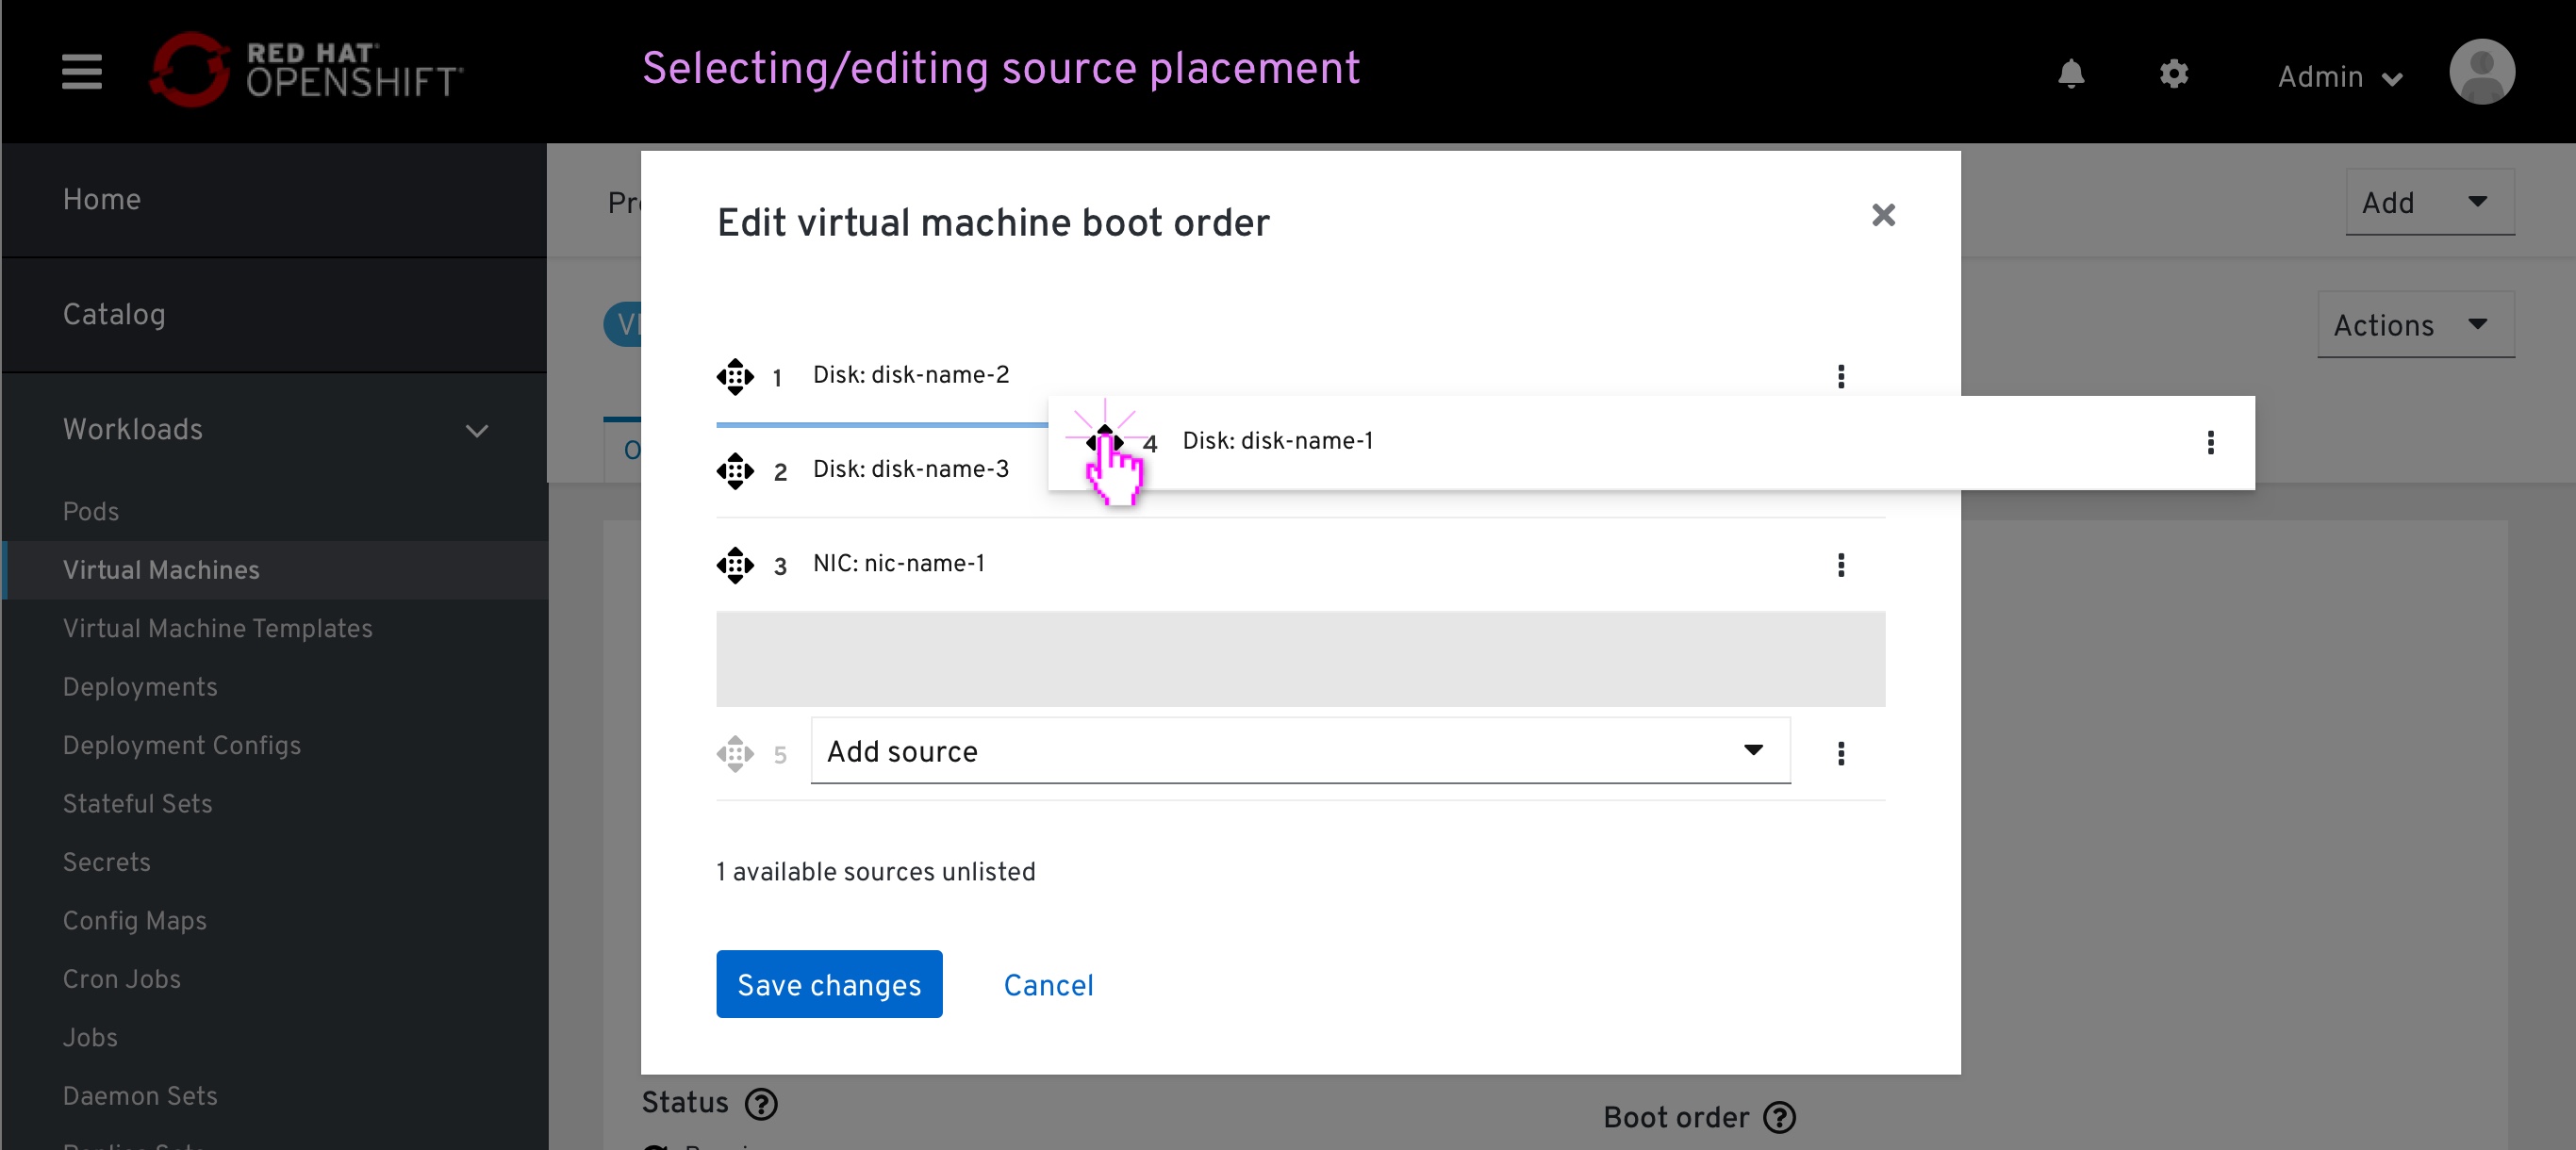 RED HAT
OPENSHIFT
Selecting/editing source placement
Admin
Home
Catalog
Workloads
Pods
Virtual Machines
Virtual Machine Templates
Deployments
Deployment Configs
Stateful Sets
Secrets
Config Maps
Cron Jobs
Jobs
Daemon Sets
Add
Actions
Edit virtual machine boot order
1 Disk: disk-name-2
4 Disk: disk-name-1
2 Disk: disk-name-3
3 NIC: nic-name-1
5 Add source
1 available sources unlisted
Save changes Cancel
Status
Boot order